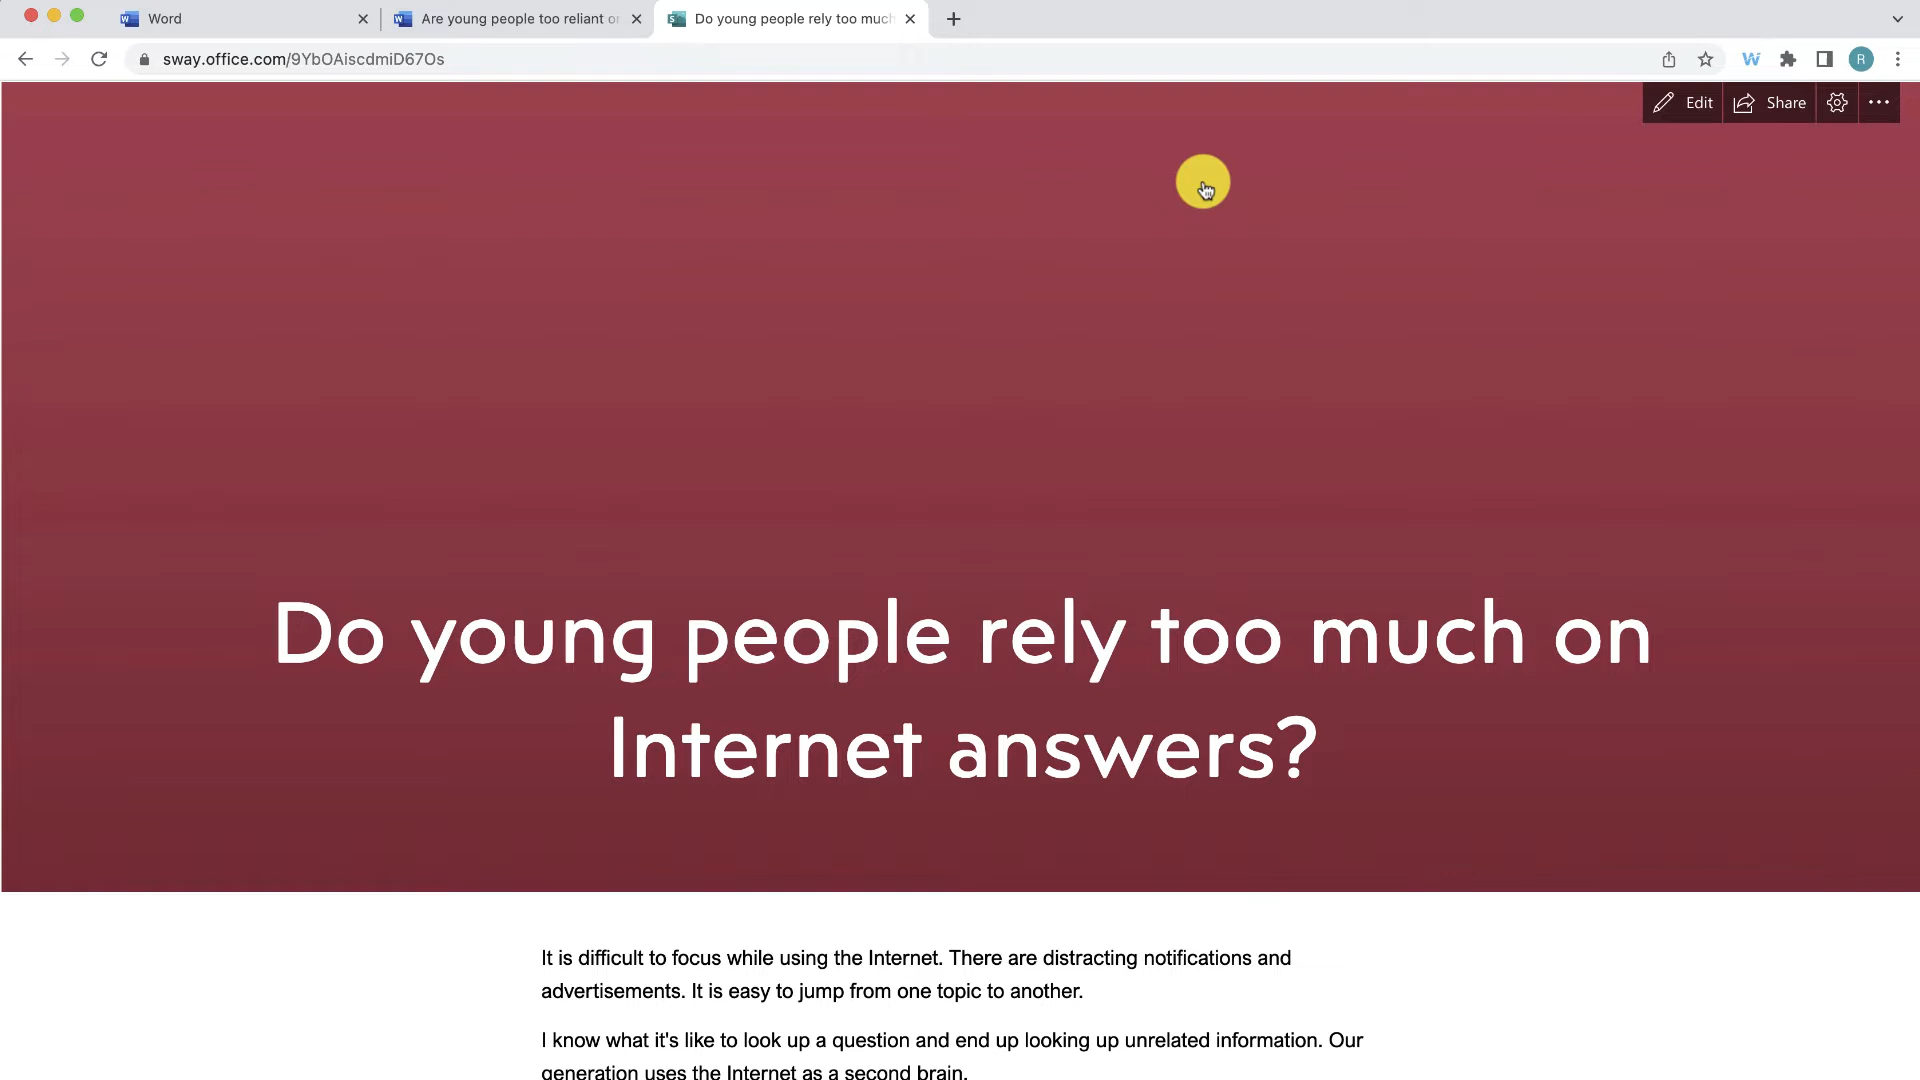 Word
Are young people too reliant on
Do young people rely too much
sway.office.com/9YbOAiscdmiD67Os
W
R
Edit
Share
Do young people rely too much on
Internet answers?
It is difficult to focus while using the Internet. There are distracting notifications and
advertisements. It is easy to jump from one topic to another.
I know what it's like to look up a question and end up looking up unrelated information. Our
generation uses the Internet as a second brain.